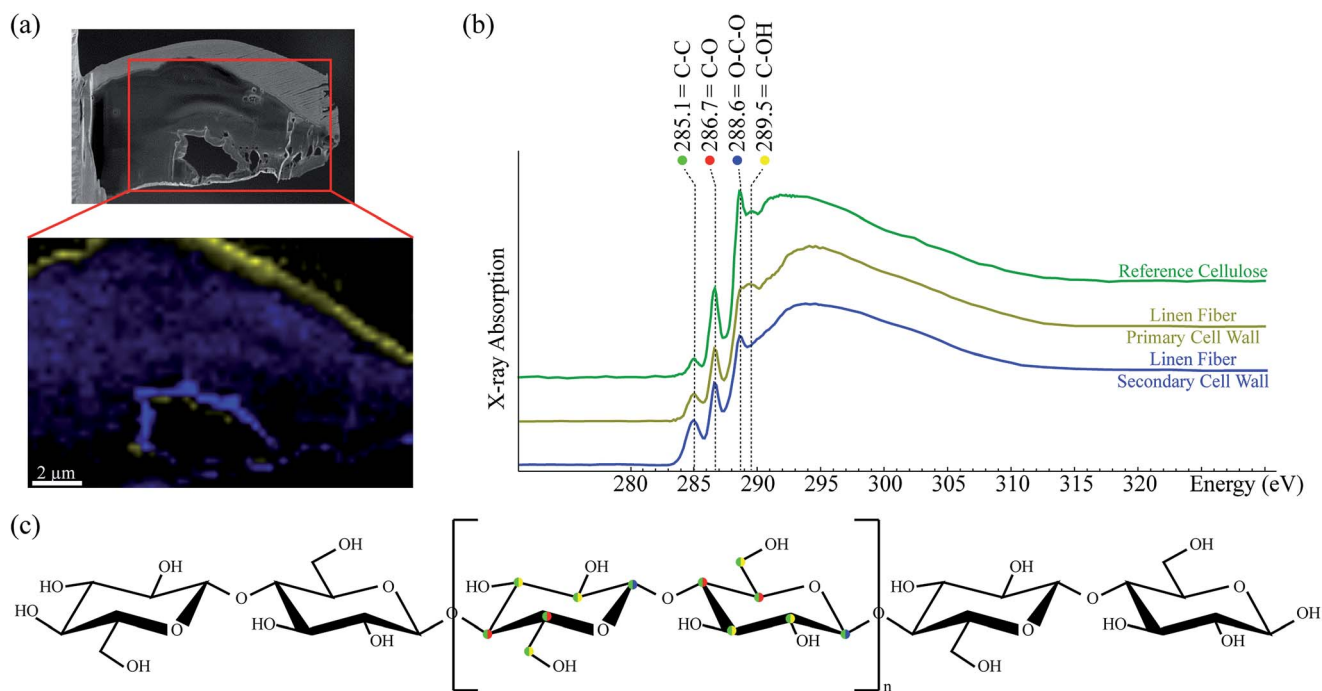 (a)
2 µm
(b)
285.1 = C-C
286.7 = C-O
288.6 = O-C-O
289.5 = C-OH
X-ray Absorption
Reference Cellulose
Linen Fiber
Primary Cell Wall
Linen Fiber
Secondary Cell Wall
280 285 290 295 300 305 310 315 320 Energy (eV)
(c)
OH
HO
HO
OH
O
OH
O
OH
O
HO
OH
O
HO
OH
O
OH
O
OH
O
HO
OH
O
n
HO
HO
OH
O
OH
O
OH
O
HO
OH
OH